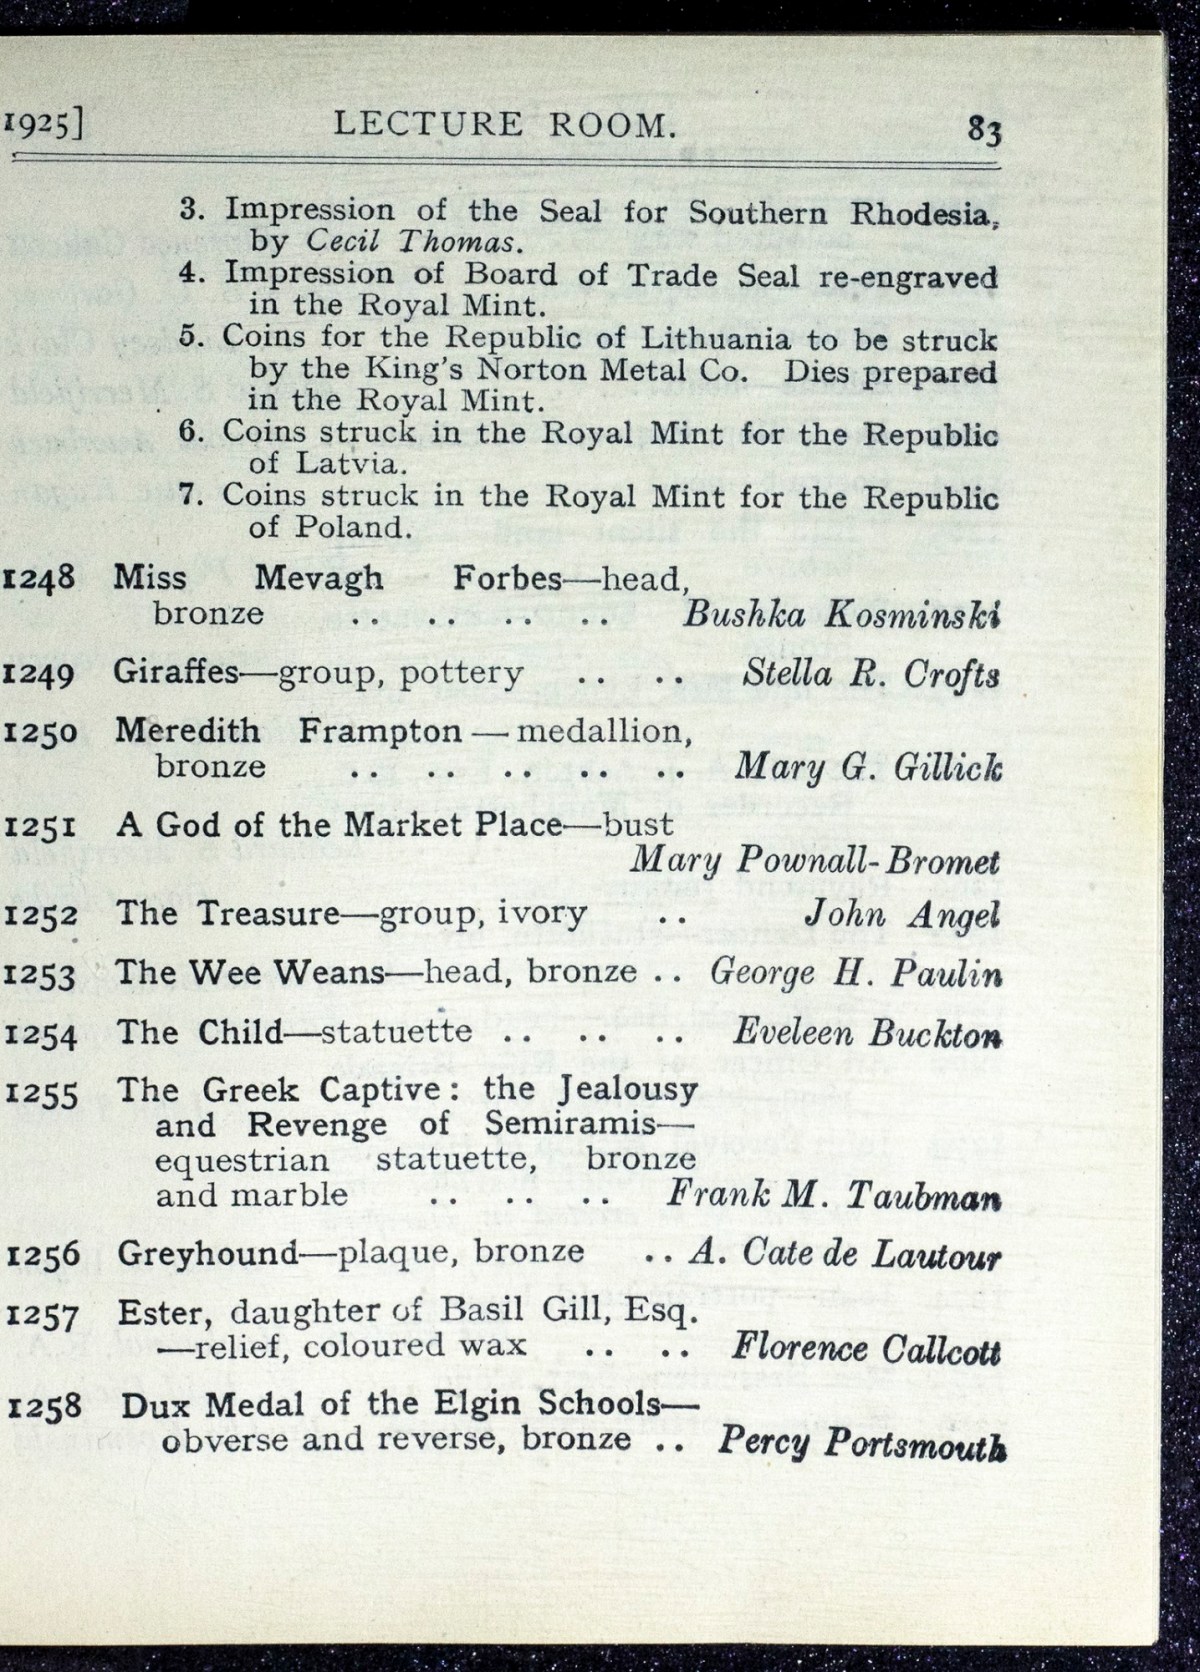 1925] LECTURE ROOM. 83
3. Impression of the Seal for Southern Rhodesia,
by Cecil Thomas.
4. Impression of Board of Trade Seal re-engraved
in the Royal Mint.
5. Coins for the Republic of Lithuania to be struck
by the King's Norton Metal Co. Dies prepared
in the Royal Mint.
6. Coins struck in the Royal Mint for the Republic
of Latvia.
7. Coins struck in the Royal Mint for the Republic
of Poland.
1248 Miss Mevagh Forbes—head,
bronze .. .. .. .. Bushka Kosminski
1249 Giraffes—group, pottery .. .. Stella R. Crofts
1250 Meredith Frampton — medallion,
bronze .. .. .. .. .. Mary G. Gillick
1251 A God of the Market Place—bust
Mary Pownall-Bromet
1252 The Treasure—group, ivory .. John Angel
1253 The Wee Weans—head, bronze .. George H. Paulin
1254 The Child—statuette .. .. .. Eveleen Buckton
1255 The Greek Captive: the Jealousy
and Revenge of Semiramis—
equestrian statuette, bronze
and marble .. .. .. Frank M. Taubman
1256 Greyhound—plaque, bronze .. A. Cate de Lautour
1257 Ester, daughter of Basil Gill, Esq.
—relief, coloured wax .. .. Florence Callcott
1258 Dux Medal of the Elgin Schools—
obverse and reverse, bronze .. Percy Portsmouth